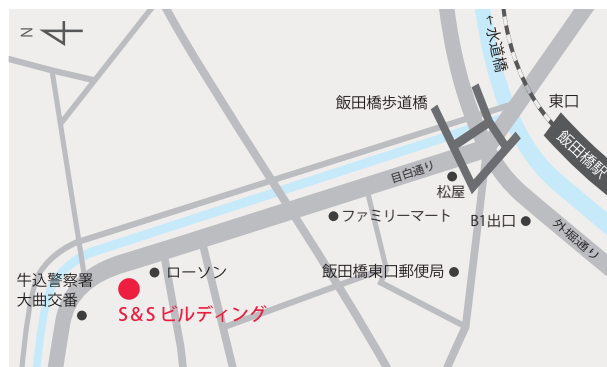 N
←水道橋
飯田橋歩道橋
東口
飯田橋駅
目白通り
松屋
ファミリーマート
B1出口
外堀通り
牛込警察署
大曲交番
ローソン
飯田橋東口郵便局
S&Sビルディング